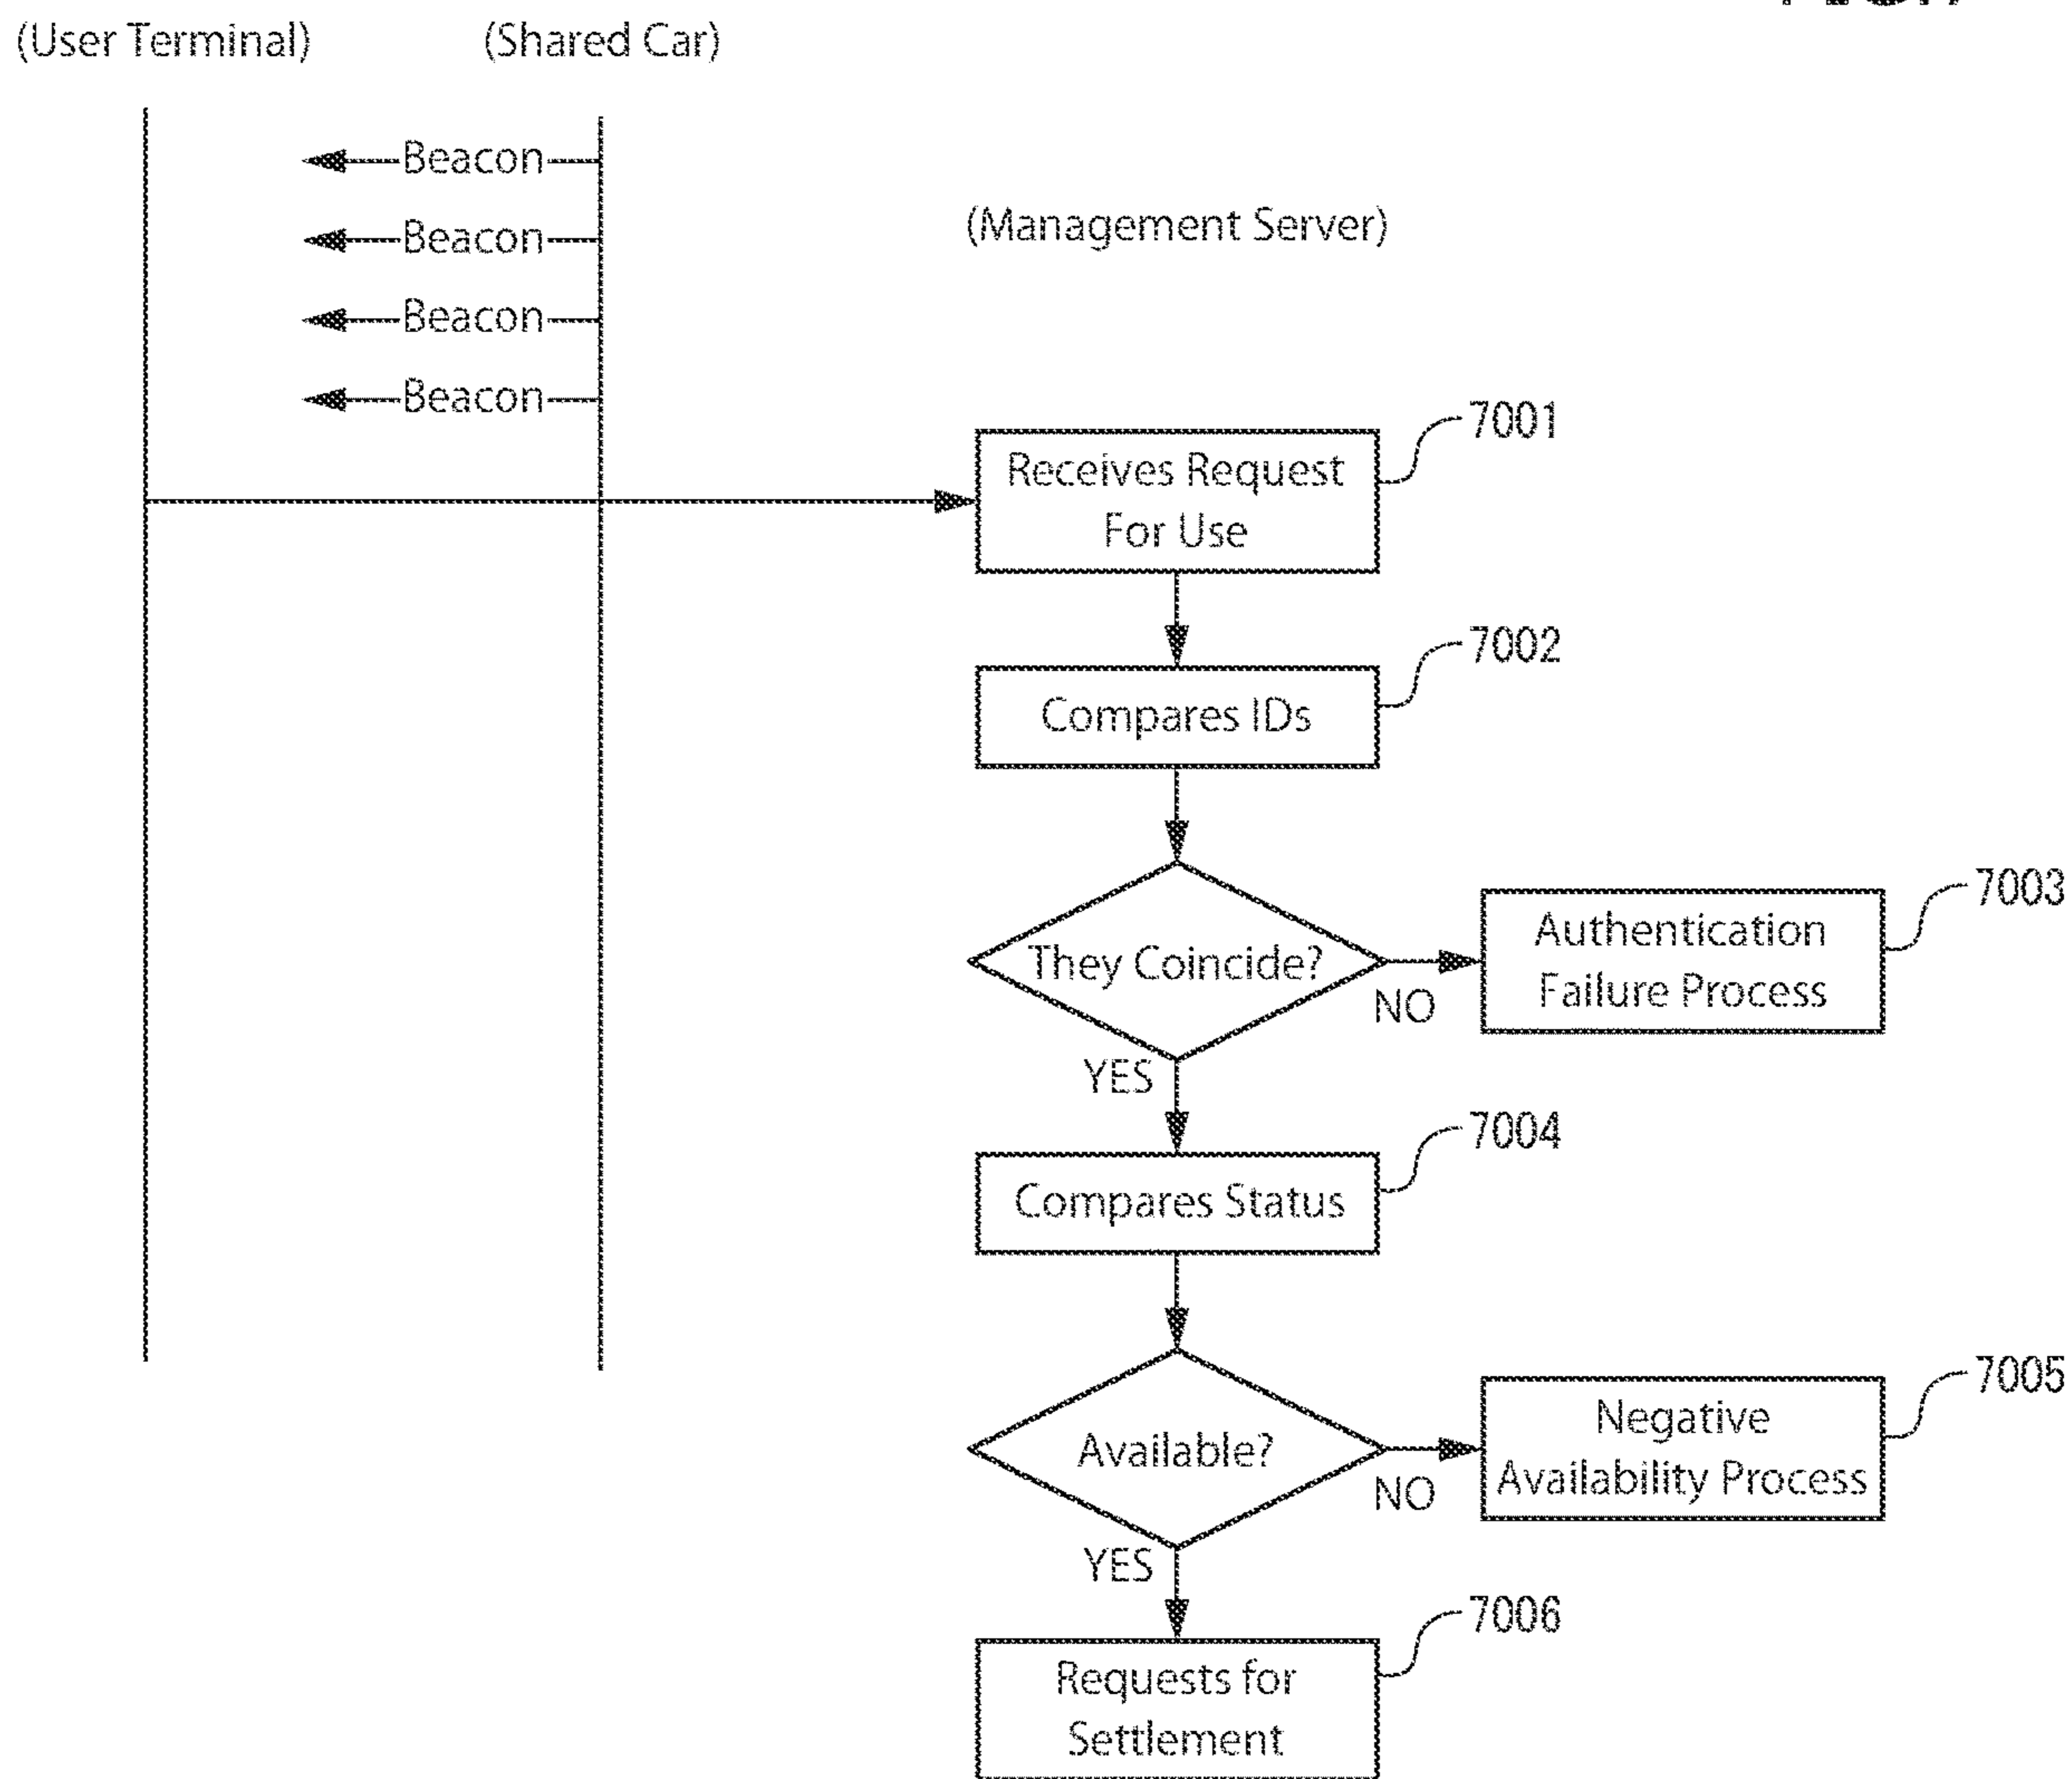 (User Terminal)
(Shared Car)
Beacon
Beacon
(Management Server)
Beacon
Beacon
7001
Receives Request
For Use
7002
Compares IDs
7003
They Coincide?
Authentication
Failure Process
NO
YES
7004
Compares Status
7005
Available?
Negative
Availability Process
NO
YES
7006
Requests for
Settlement